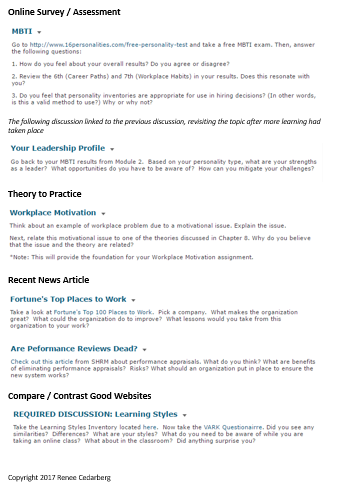 Online Survey / Assessment
MBTI
Go to http://www.16personalities.com/free-personality-test and take a free MBTI exam. Then, answer
the following questions:
1. How do you feel about your overall results? Do you agree or disagree?
2. Review the 6th (Career Paths) and 7th (Workplace Habits) in your results. Does this resonate with
you?
3. Do you feel that personality inventories are appropriate for use in hiring decisions? (In other words,
is this a valid method to use?) Why or why not?
The following discussion linked to the previous discussion, revisiting the topic after more learning had
taken place
Your Leadership Profile
Go back to your MBTI results from Module 2. Based on your personality type, what are your strengths
as a leader? What opportunities do you have to be aware of? How can you mitigate your challenges?
Theory to Practice
Workplace Motivation
Think about an example of workplace problem due to a motivational issue. Explain the issue.
Next, relate this motivational issue to one of the theories discussed in Chapter 8. Why do you believe
that the issue and the theory are related?
*Note: This will provide the foundation for your Workplace Motivation assignment.
Recent News Article
Fortune's Top Places to Work
Take a look at Fortune's Top 100 Places to Work. Pick a company. What makes the organization
great? What could the organization do to improve? What lessons would you take from this
organization to your work?
Are Peformance Reviews Dead?
Check out this article from SHRM about performance appraisals. What do you think? What are benefits
of eliminating performance appraisals? Risks? What should an organization put in place to ensure the
new system works?
Compare / Contrast Good Websites
REQUIRED DISCUSSION: Learning Styles
Take the Learning Styles Inventory located here. Now take the VARK Questionairre. Did you see any
similarities? Differences? What are your styles? What do you need to be aware of while you are
taking an online class? What about in the classroom? Did anything surprise you?
Copyright 2017 Renee Cedarberg